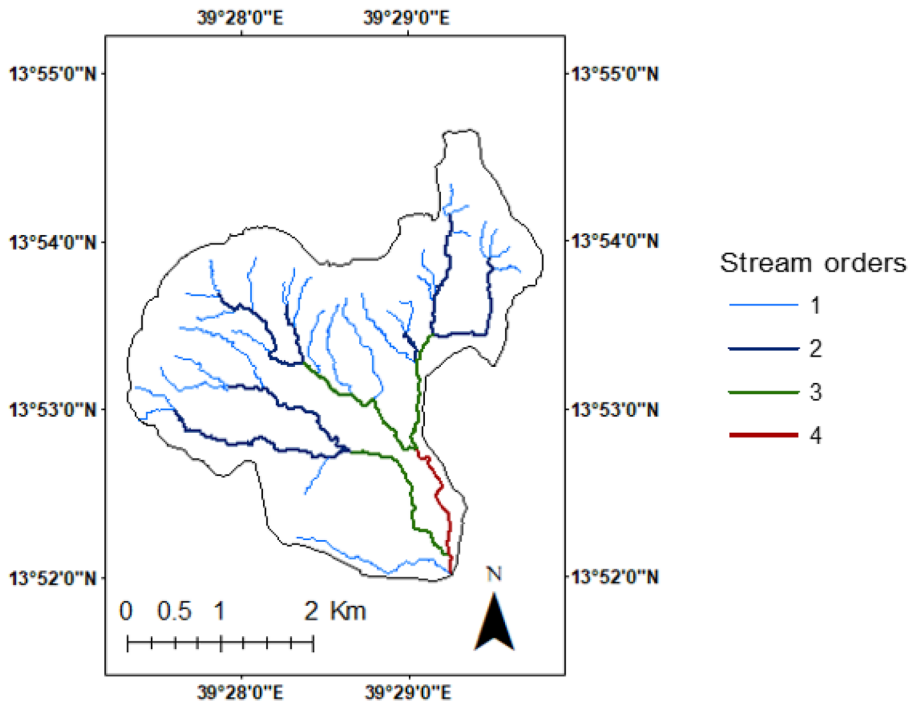 39°28'0"E 39°29'0"E
13°55'0"N 13°55'0"N
13°54'0"N 13°54'0"N
Stream orders
1
2
3
4
13°53'0"N 13°53'0"N
13°52'0"N 13°52'0"N
N
0 0.5 1 2 Km
39°28'0"E 39°29'0"E